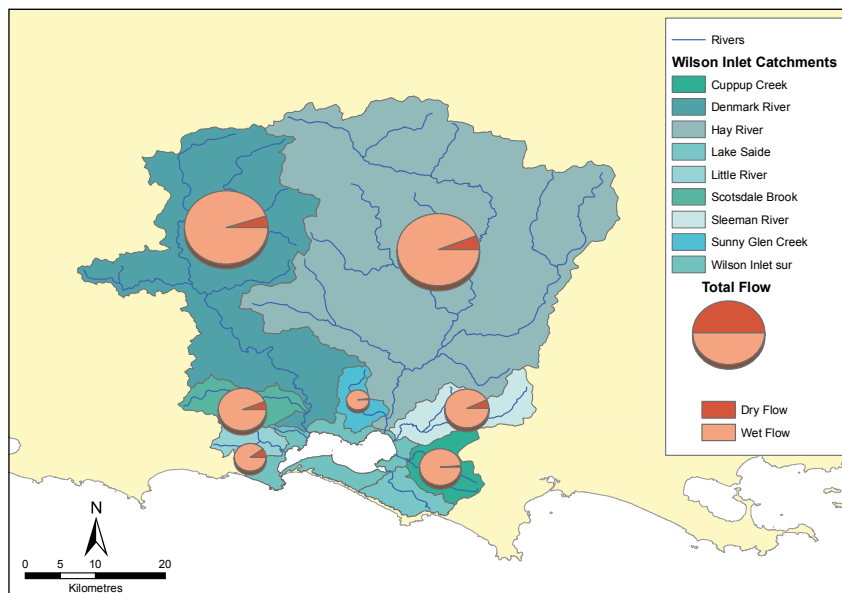 Rivers
Wilson Inlet Catchments
Cuppup Creek
Denmark River
Hay River
Lake Saide
Little River
Scotsdale Brook
Sleeman River
Sunny Glen Creek
Wilson Inlet sur
Total Flow
Dry Flow
Wet Flow
N
0 5 10 20
Kilometres